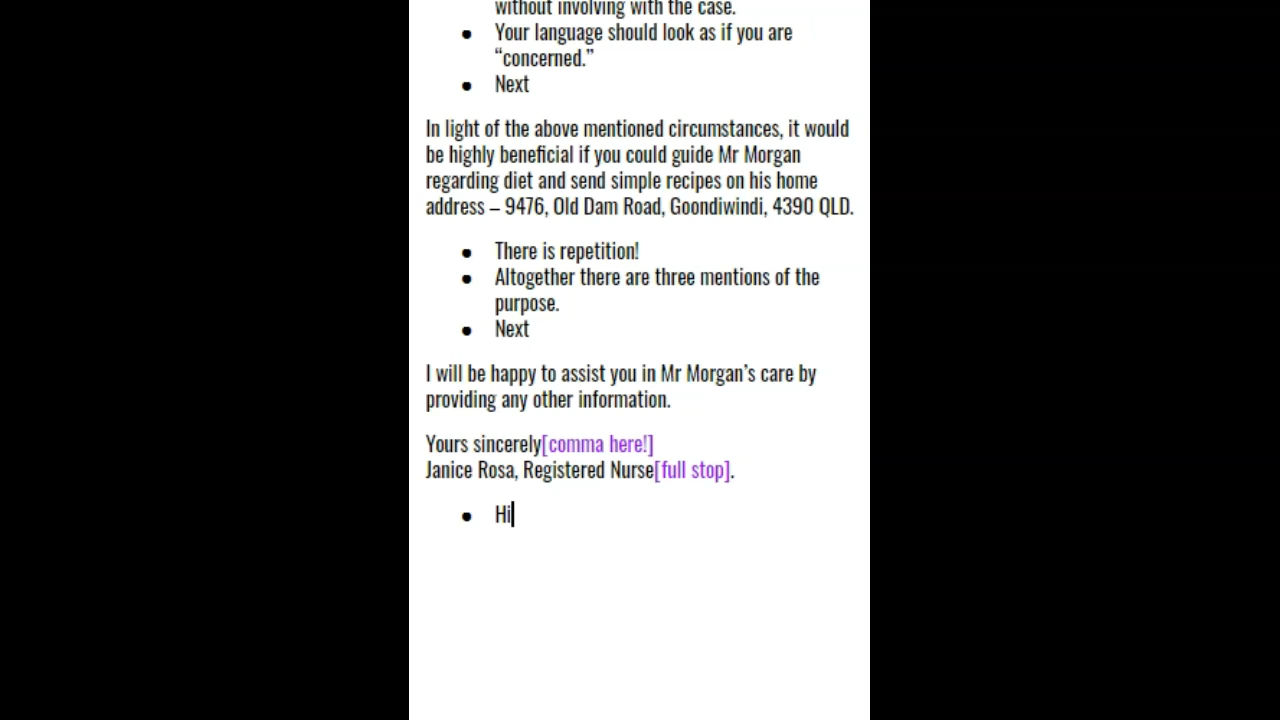 without involving with the case.
● Your language should look as if you are
“concerned.”
● Next
In light of the above mentioned circumstances, it would
be highly beneficial if you could guide Mr Morgan
regarding diet and send simple recipes on his home
address – 9476, Old Dam Road, Goondiwindi, 4390 QLD.
● There is repetition!
● Altogether there are three mentions of the
purpose.
● Next
I will be happy to assist you in Mr Morgan’s care by
providing any other information.
Yours sincerely[comma here!]
Janice Rosa, Registered Nurse[full stop].
● Hi